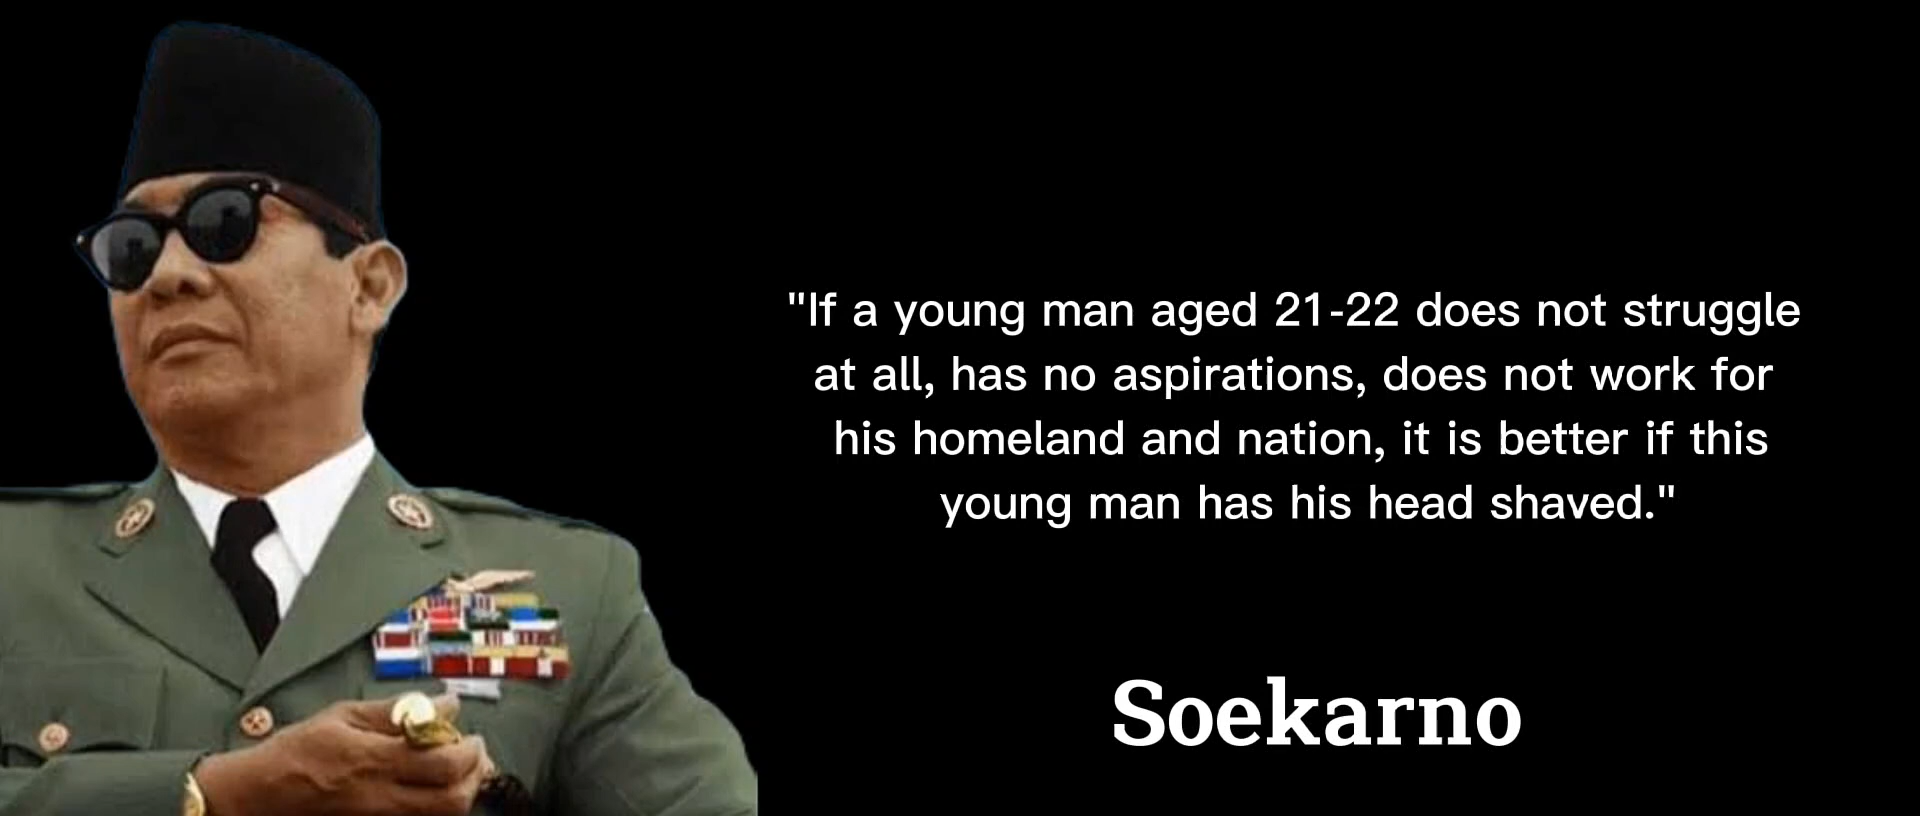 "If a young man aged 21-22 does not struggle
at all, has no aspirations, does not work for
his homeland and nation, it is better if this
young man has his head shaved."
Soekarno